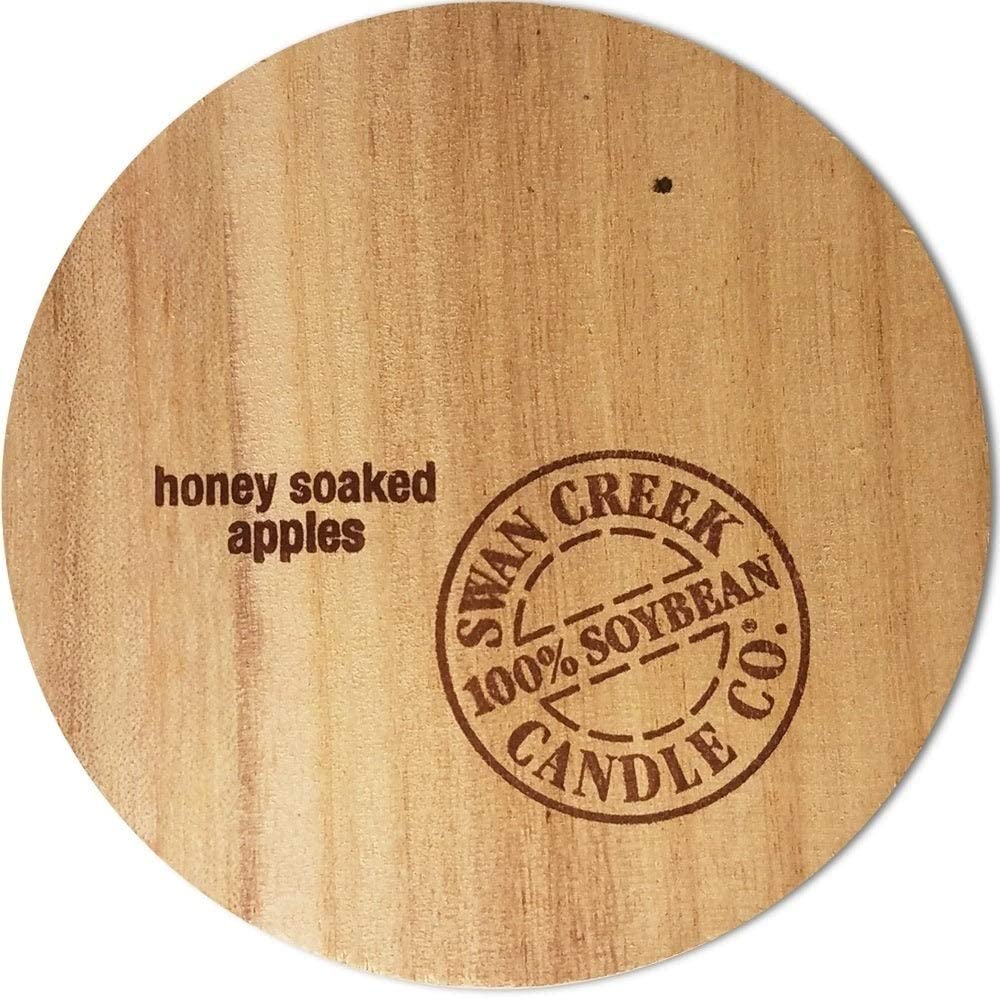 honey soaked
apples
SWAN CREEK
100% SOYBEAN
CANDLE CO.®